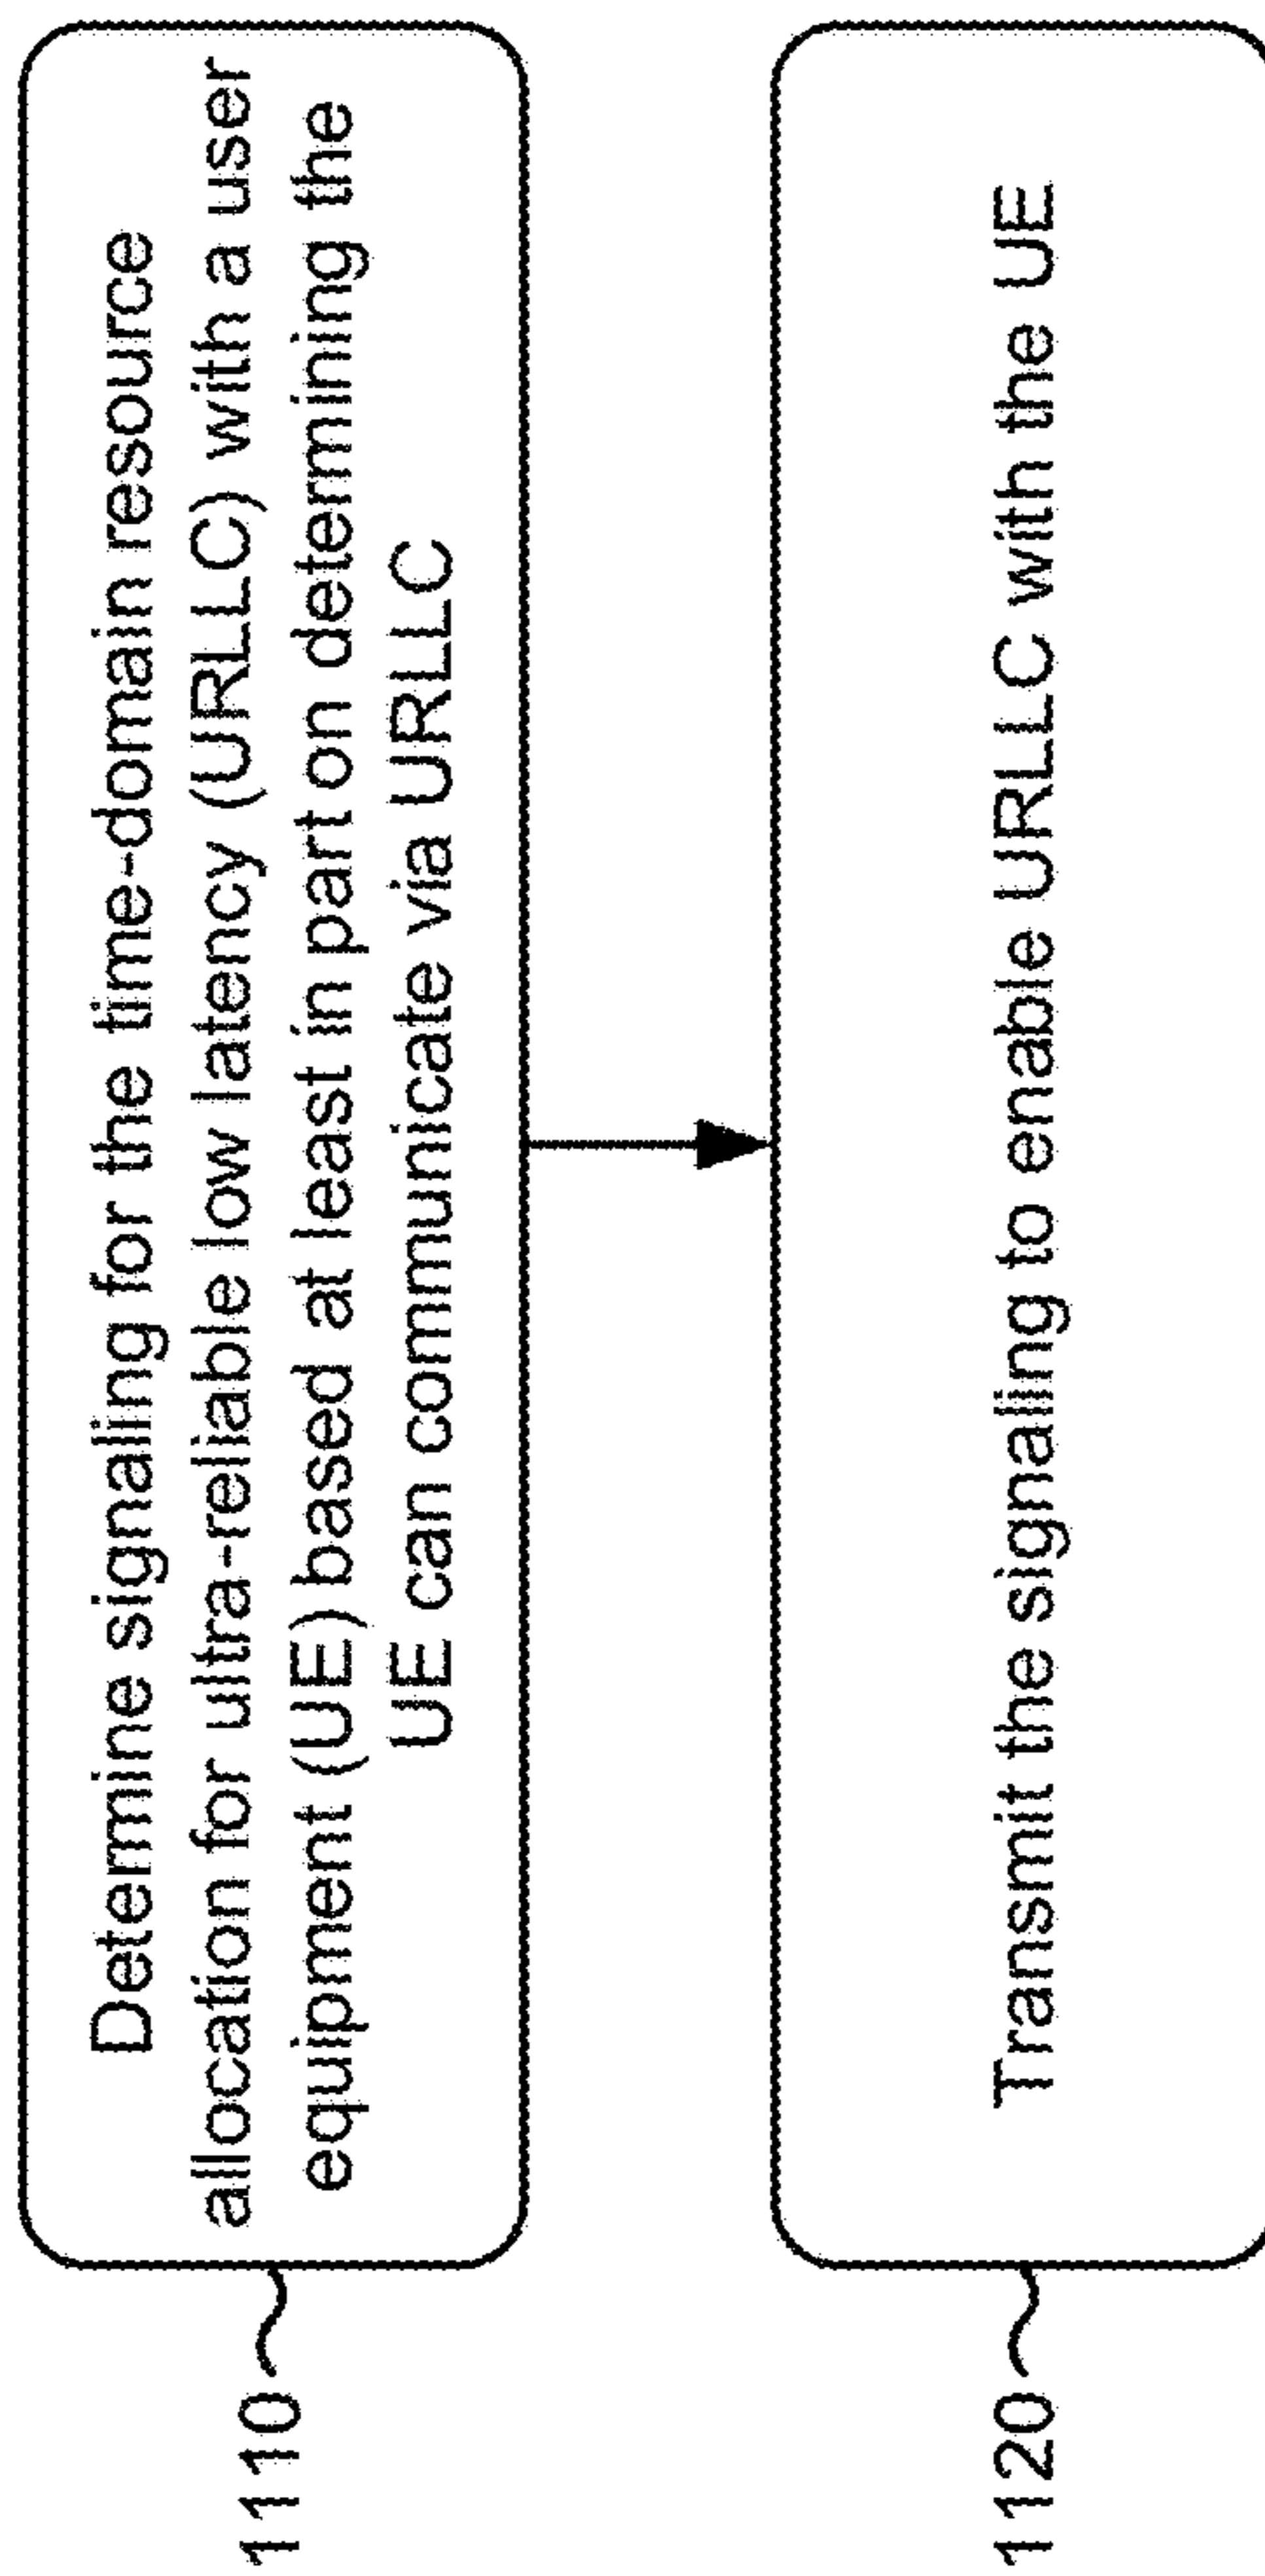 1110
Determine signaling for the time-domain resource
allocation for ultra-reliable low latency (URLLC) with a user
equipment (UE) based at least in part on determining the
UE can communicate via URLLC
1120
Transmit the signaling to enable URLLC with the UE